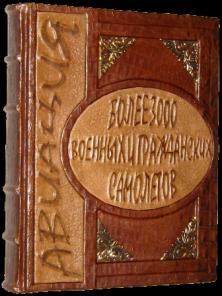 АВИАЦИЯ
БОЛЕЕ 3000
ВОЕННЫХ И ГРАЖДАНСКИХ
САМОЛЕТОВ